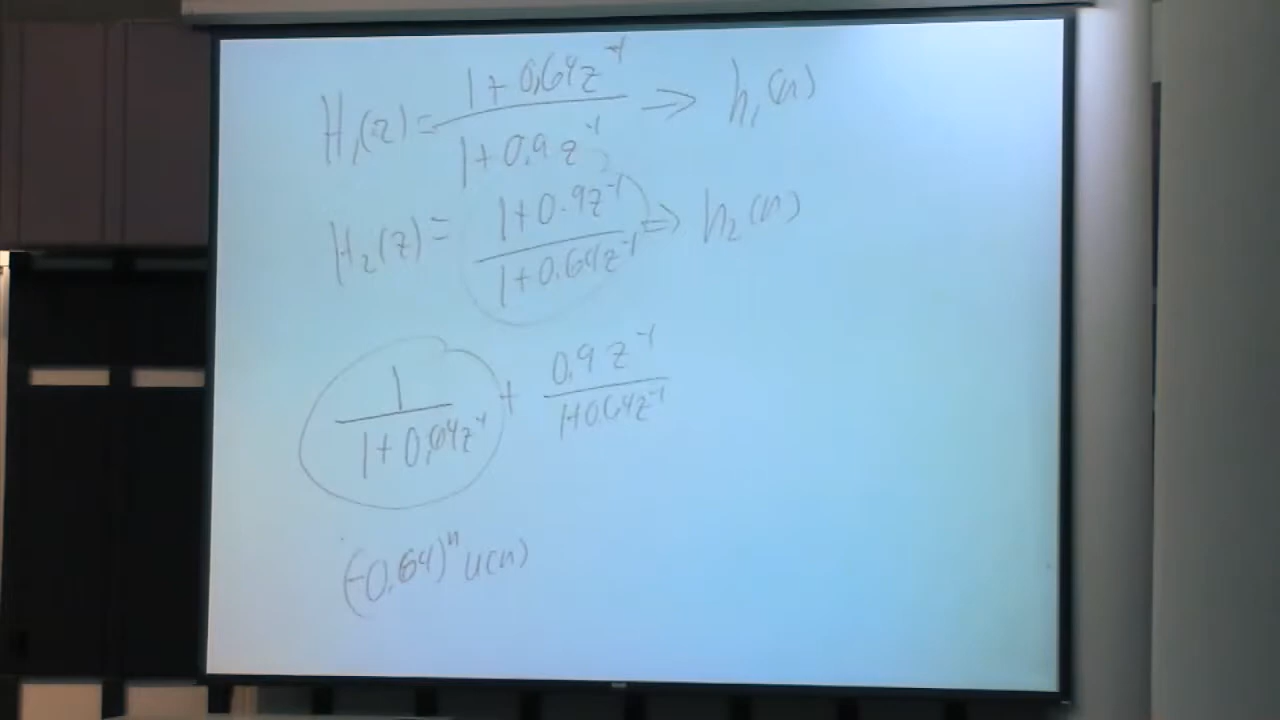 H₁(z) = (1 + 0,64z⁻¹)/(1 + 0.9z⁻¹) ⇒ h₁(n)
H₂(z) = (1 + 0.9z⁻¹)/(1 + 0.64z⁻¹) ⇒ h₂(n)
1/(1 + 0,64z⁻¹) + 0.9z⁻¹/(1+0.64z⁻¹)
(-0.64)ⁿ u(n)